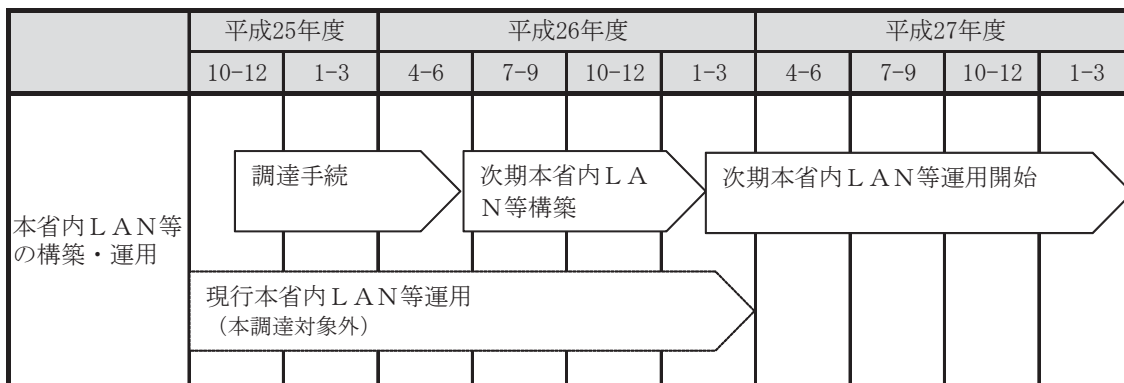 平成25年度 平成26年度 平成27年度
10-12 1-3 4-6 7-9 10-12 1-3 4-6 7-9 10-12 1-3
本省内ＬＡＮ等
の構築・運用
調達手続
次期本省内ＬＡ
Ｎ等構築
次期本省内ＬＡＮ等運用開始
現行本省内ＬＡＮ等運用
（本調達対象外）